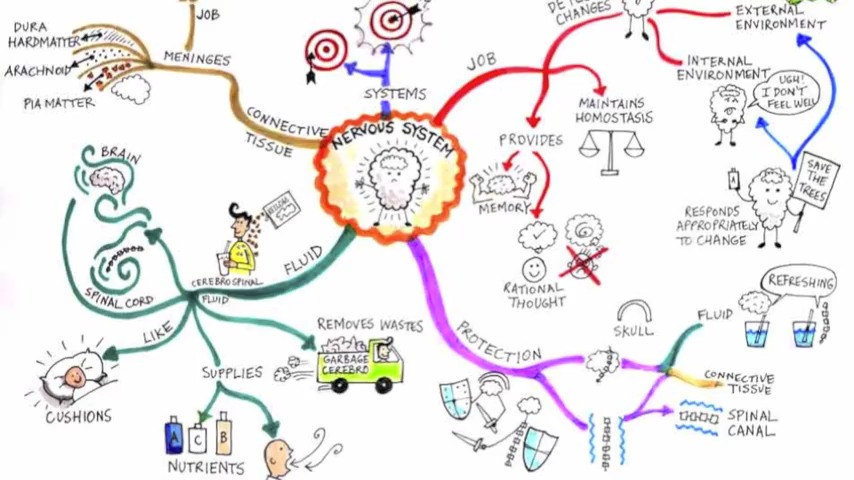 JOB
DURA
HARDMATTER
ARACHNOID
PIA MATTER
MENINGES
CONNECTIVE
TISSUE
SYSTEMS
NERVOUS SYSTEM
JOB
CHANGES
EXTERNAL
ENVIRONMENT
INTERNAL
ENVIRONMENT
UGH!
I DON'T
FEEL WELL
MAINTAINS
HOMOSTASIS
PROVIDES
MEMORY
RATIONAL
THOUGHT
A
SAVE
THE
TREES
RESPONDS
APPROPRIATELY
TO CHANGE
BRAIN
SPINAL CORD
CEREBROSPINAL
FLUID
FLUID
LIKE
CUSHIONS
SUPPLIES
A C B
NUTRIENTS
REMOVES WASTES
GARBAGE
CEREBRO
PROTECTION
SKULL
FLUID
REFRESHING
CONNECTIVE
TISSUE
SPINAL
CANAL